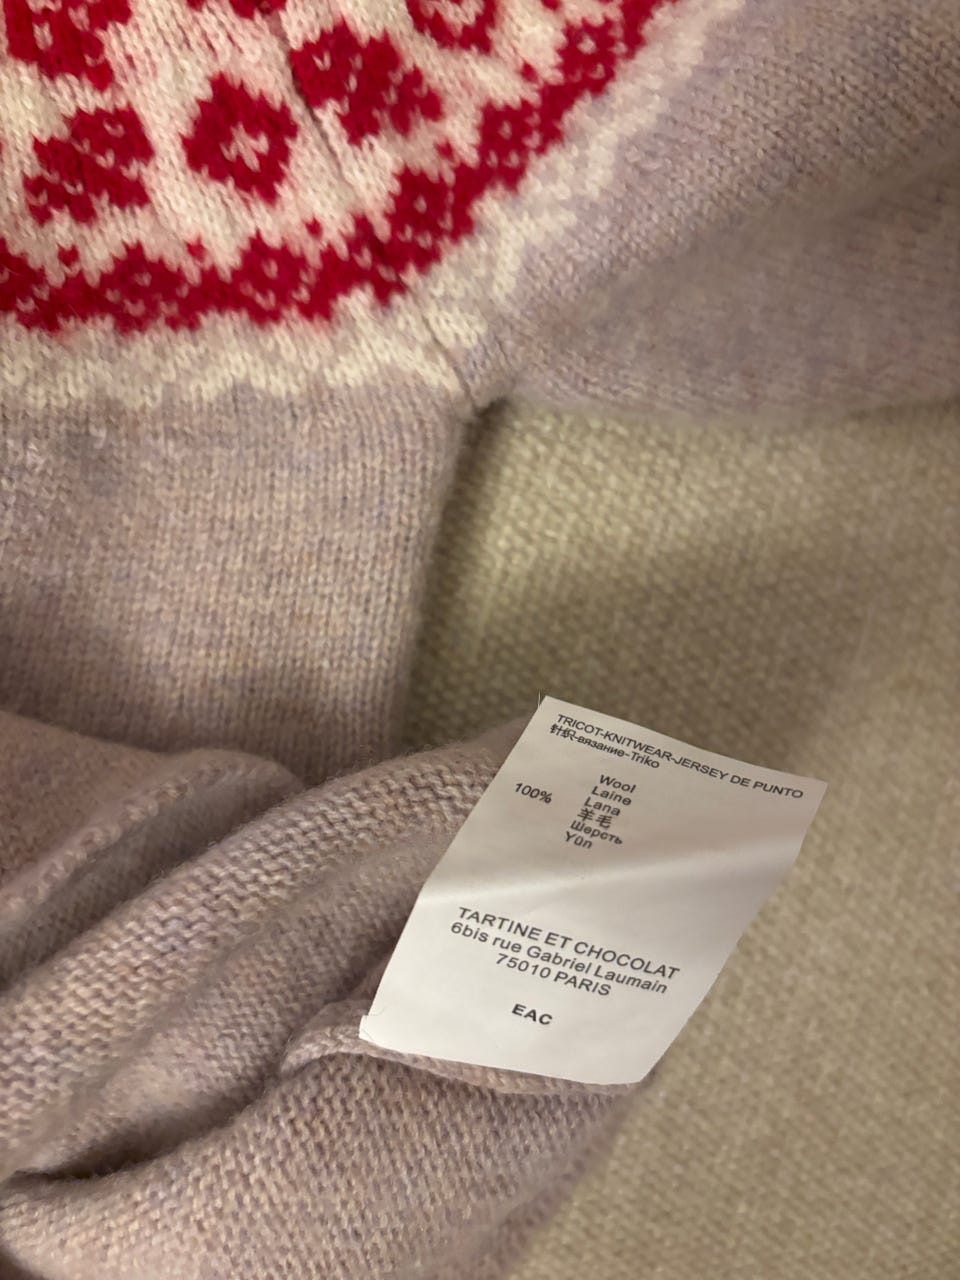 TRICOT-KNITWEAR-JERSEY DE PUNTO
针织-вязание-Triko
100%
Wool
Laine
Lana
羊毛
Шерсть
Yūn
TARTINE ET CHOCOLAT
6bis rue Gabriel Laumain
75010 PARIS
EAC